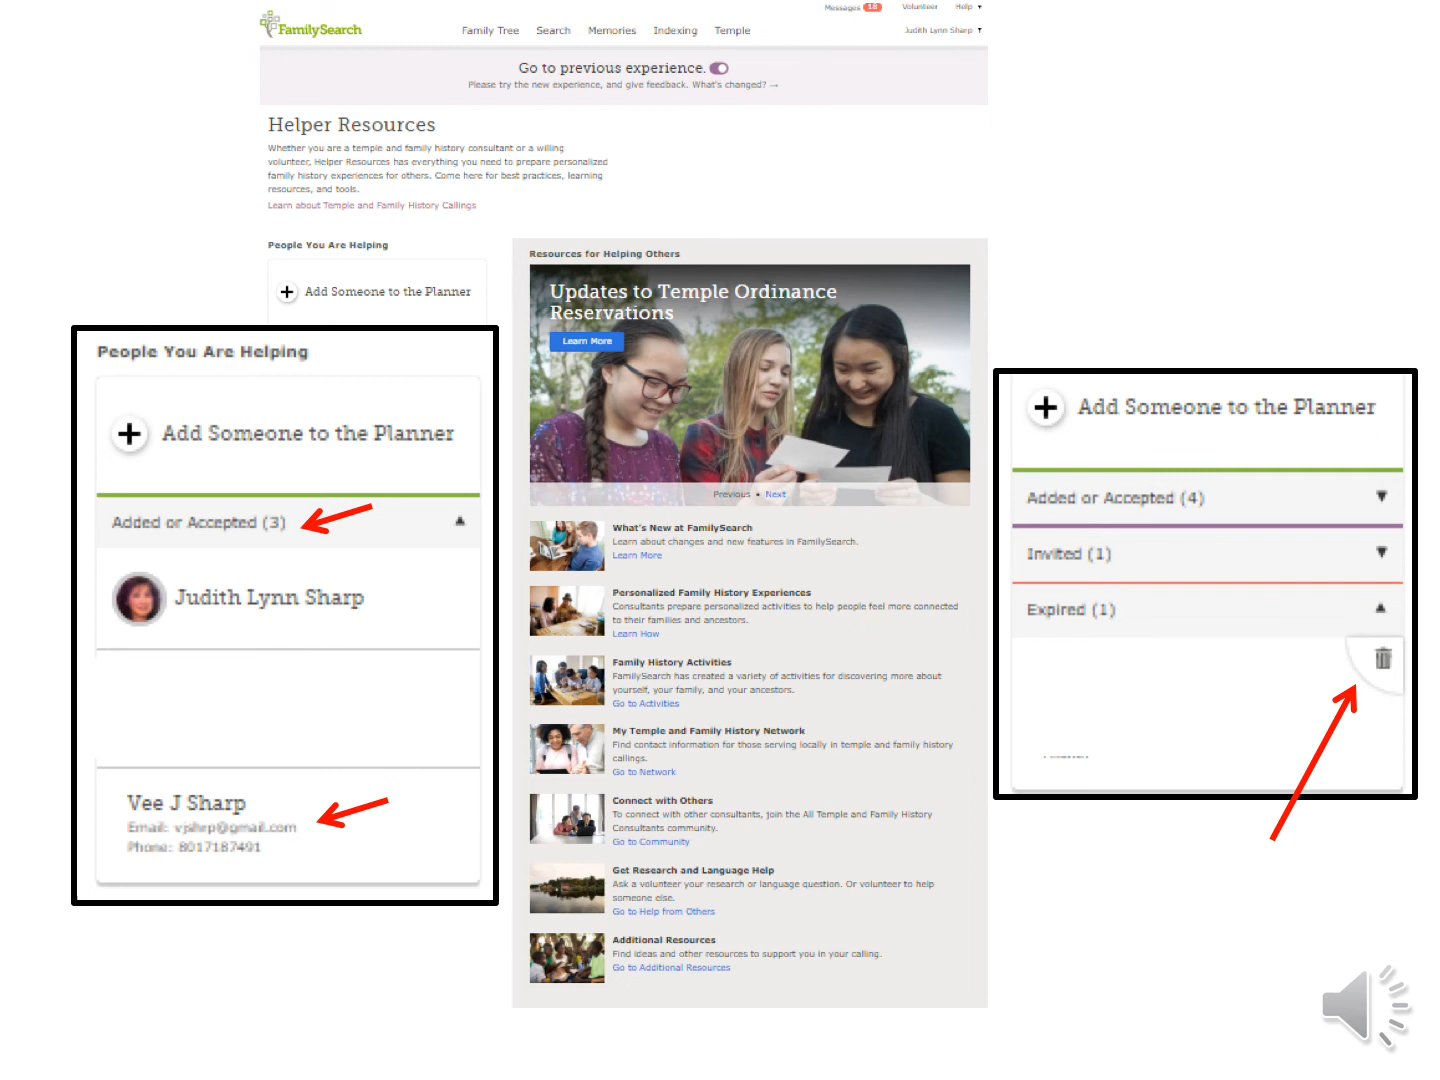 Messages 18 Volunteer Help
FamilySearch
Family Tree Search Memories Indexing Temple
Judith Lynn Sharp
Go to previous experience.
Please try the new experience, and give feedback. What's changed? →
Helper Resources
Whether you are a temple and family history consultant or a willing
volunteer, Helper Resources has everything you need to prepare personalized
family history experiences for others. Come here for best practices, learning
resources, and tools.
Learn about Temple and Family History Callings
People You Are Helping
Add Someone to the Planner
People You Are Helping
Add Someone to the Planner
Added or Accepted (3)
Judith Lynn Sharp
Vee J Sharp
Email: vjshrp@gmail.com
Phone: 8017187491
Resources for Helping Others
Updates to Temple Ordinance
Reservations
Learn More
Previous • Next
What's New at FamilySearch
Learn about changes and new features in FamilySearch.
Learn More
Personalized Family History Experiences
Consultants prepare personalized activities to help people feel more connected
to their families and ancestors.
Learn How
Family History Activities
FamilySearch has created a variety of activities for discovering more about
yourself, your family, and your ancestors.
Go to Activities
My Temple and Family History Network
Find contact information for those serving locally in temple and family history
callings.
Go to Network
Connect with Others
To connect with other consultants, join the All Temple and Family History
Consultants community.
Go to Community
Get Research and Language Help
Ask a volunteer your research or language question. Or volunteer to help
someone else.
Go to Help from Others
Additional Resources
Find ideas and other resources to support you in your calling.
Go to Additional Resources
Add Someone to the Planner
Added or Accepted (4)
Invited (1)
Expired (1)